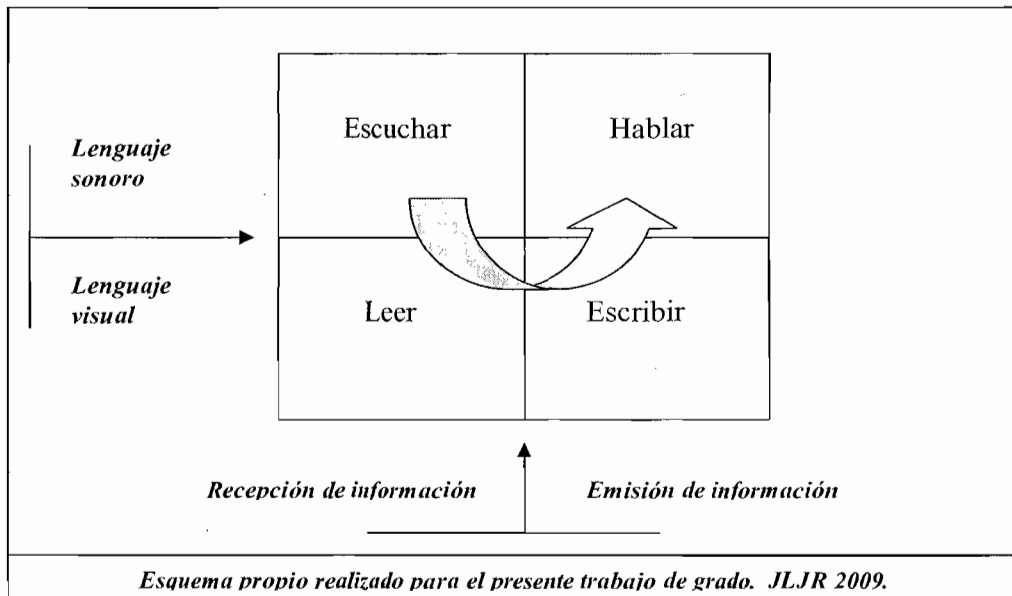 Escuchar
Hablar
Lenguaje
sonoro
Lenguaje
visual
Leer
Escribir
Recepción de información
Emisión de información
Esquema propio realizado para el presente trabajo de grado. JLJR 2009.